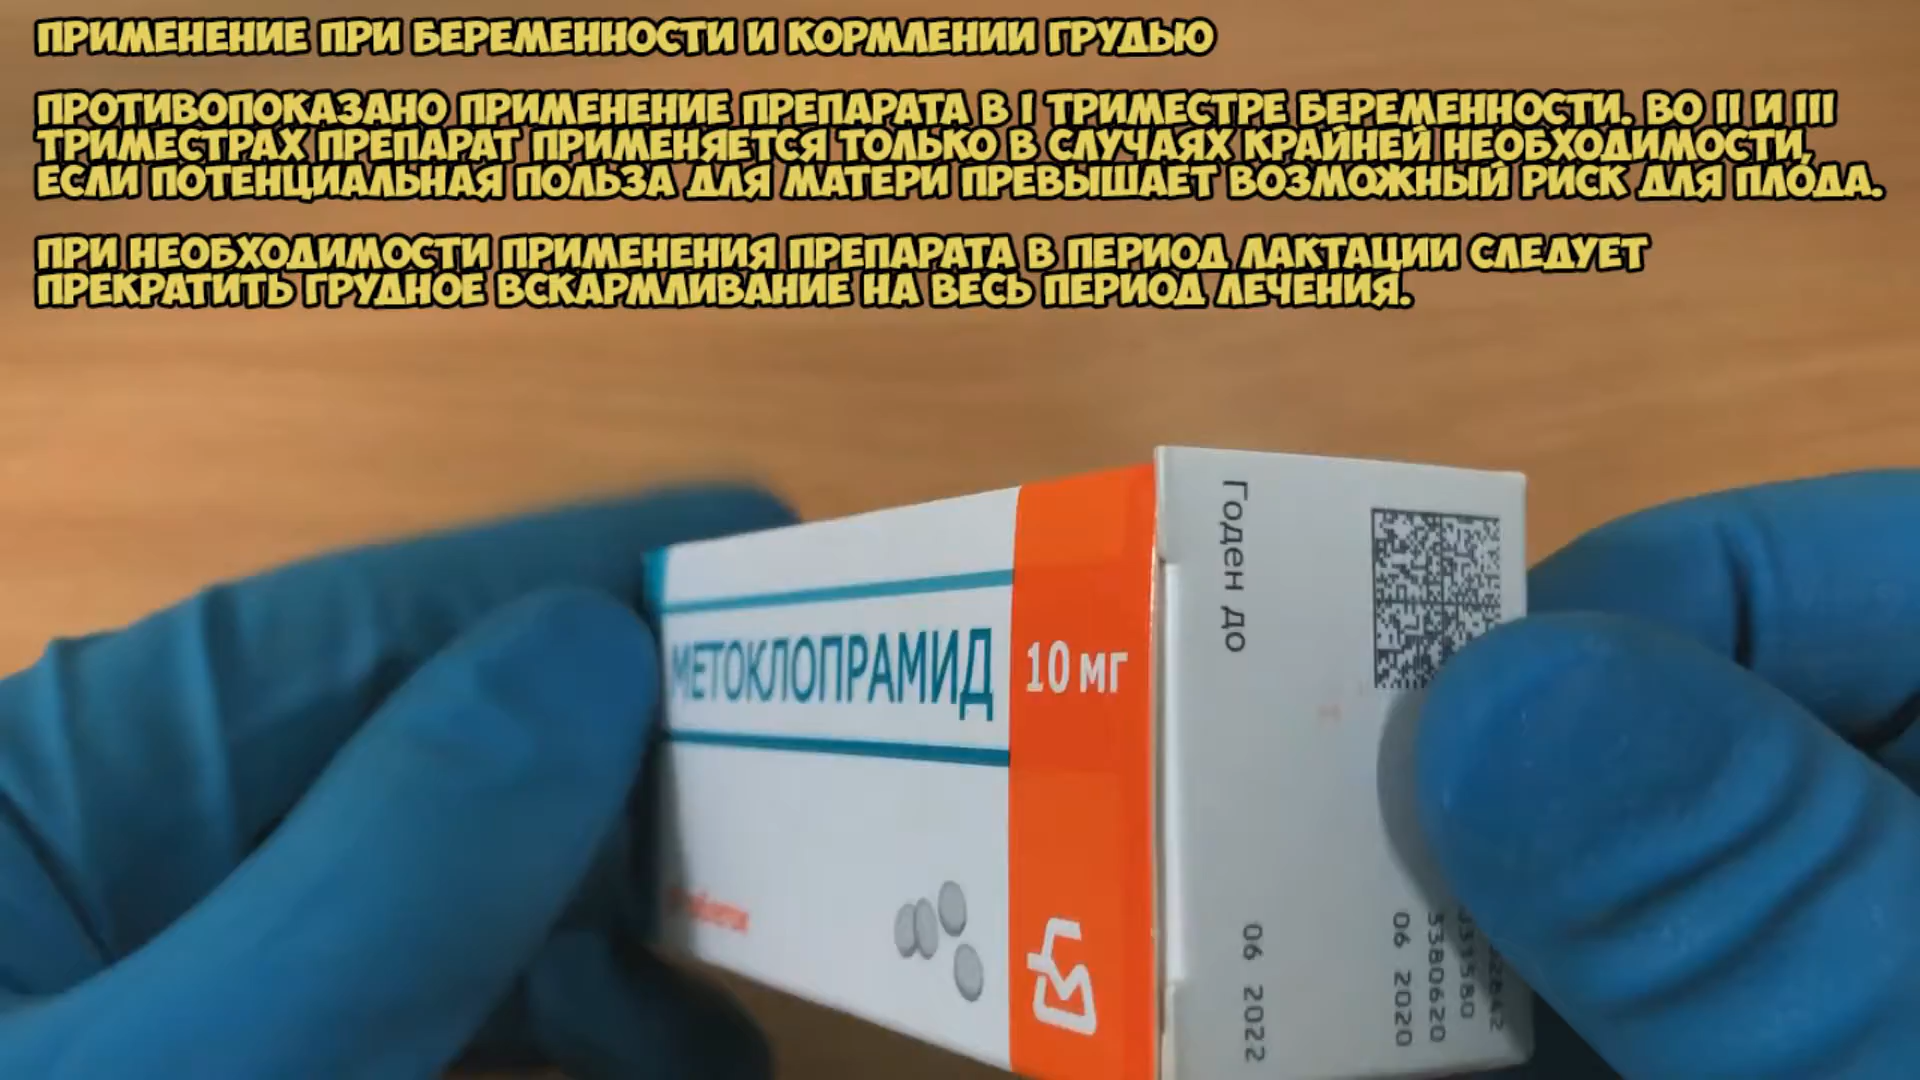 ПРИМЕНЕНИЕ ПРИ БЕРЕМЕННОСТИ И КОРМЛЕНИИ ГРУДЬЮ
ПРОТИВОПОКАЗАНО ПРИМЕНЕНИЕ ПРЕПАРАТА В I ТРИМЕСТРЕ БЕРЕМЕННОСТИ. ВО II И III
ТРИМЕСТРАХ ПРЕПАРАТ ПРИМЕНЯЕТСЯ ТОЛЬКО В СЛУЧАЯХ КРАЙНЕЙ НЕОБХОДИМОСТИ,
ЕСЛИ ПОТЕНЦИАЛЬНАЯ ПОЛЬЗА ДЛЯ МАТЕРИ ПРЕВЫШАЕТ ВОЗМОЖНЫЙ РИСК ДЛЯ ПЛОДА.
ПРИ НЕОБХОДИМОСТИ ПРИМЕНЕНИЯ ПРЕПАРАТА В ПЕРИОД ЛАКТАЦИИ СЛЕДУЕТ
ПРЕКРАТИТЬ ГРУДНОЕ ВСКАРМЛИВАНИЕ НА ВЕСЬ ПЕРИОД ЛЕЧЕНИЯ.
МЕТОКЛОПРАМИД
10 мг
Годен до
06 2022
5380620
06 2020